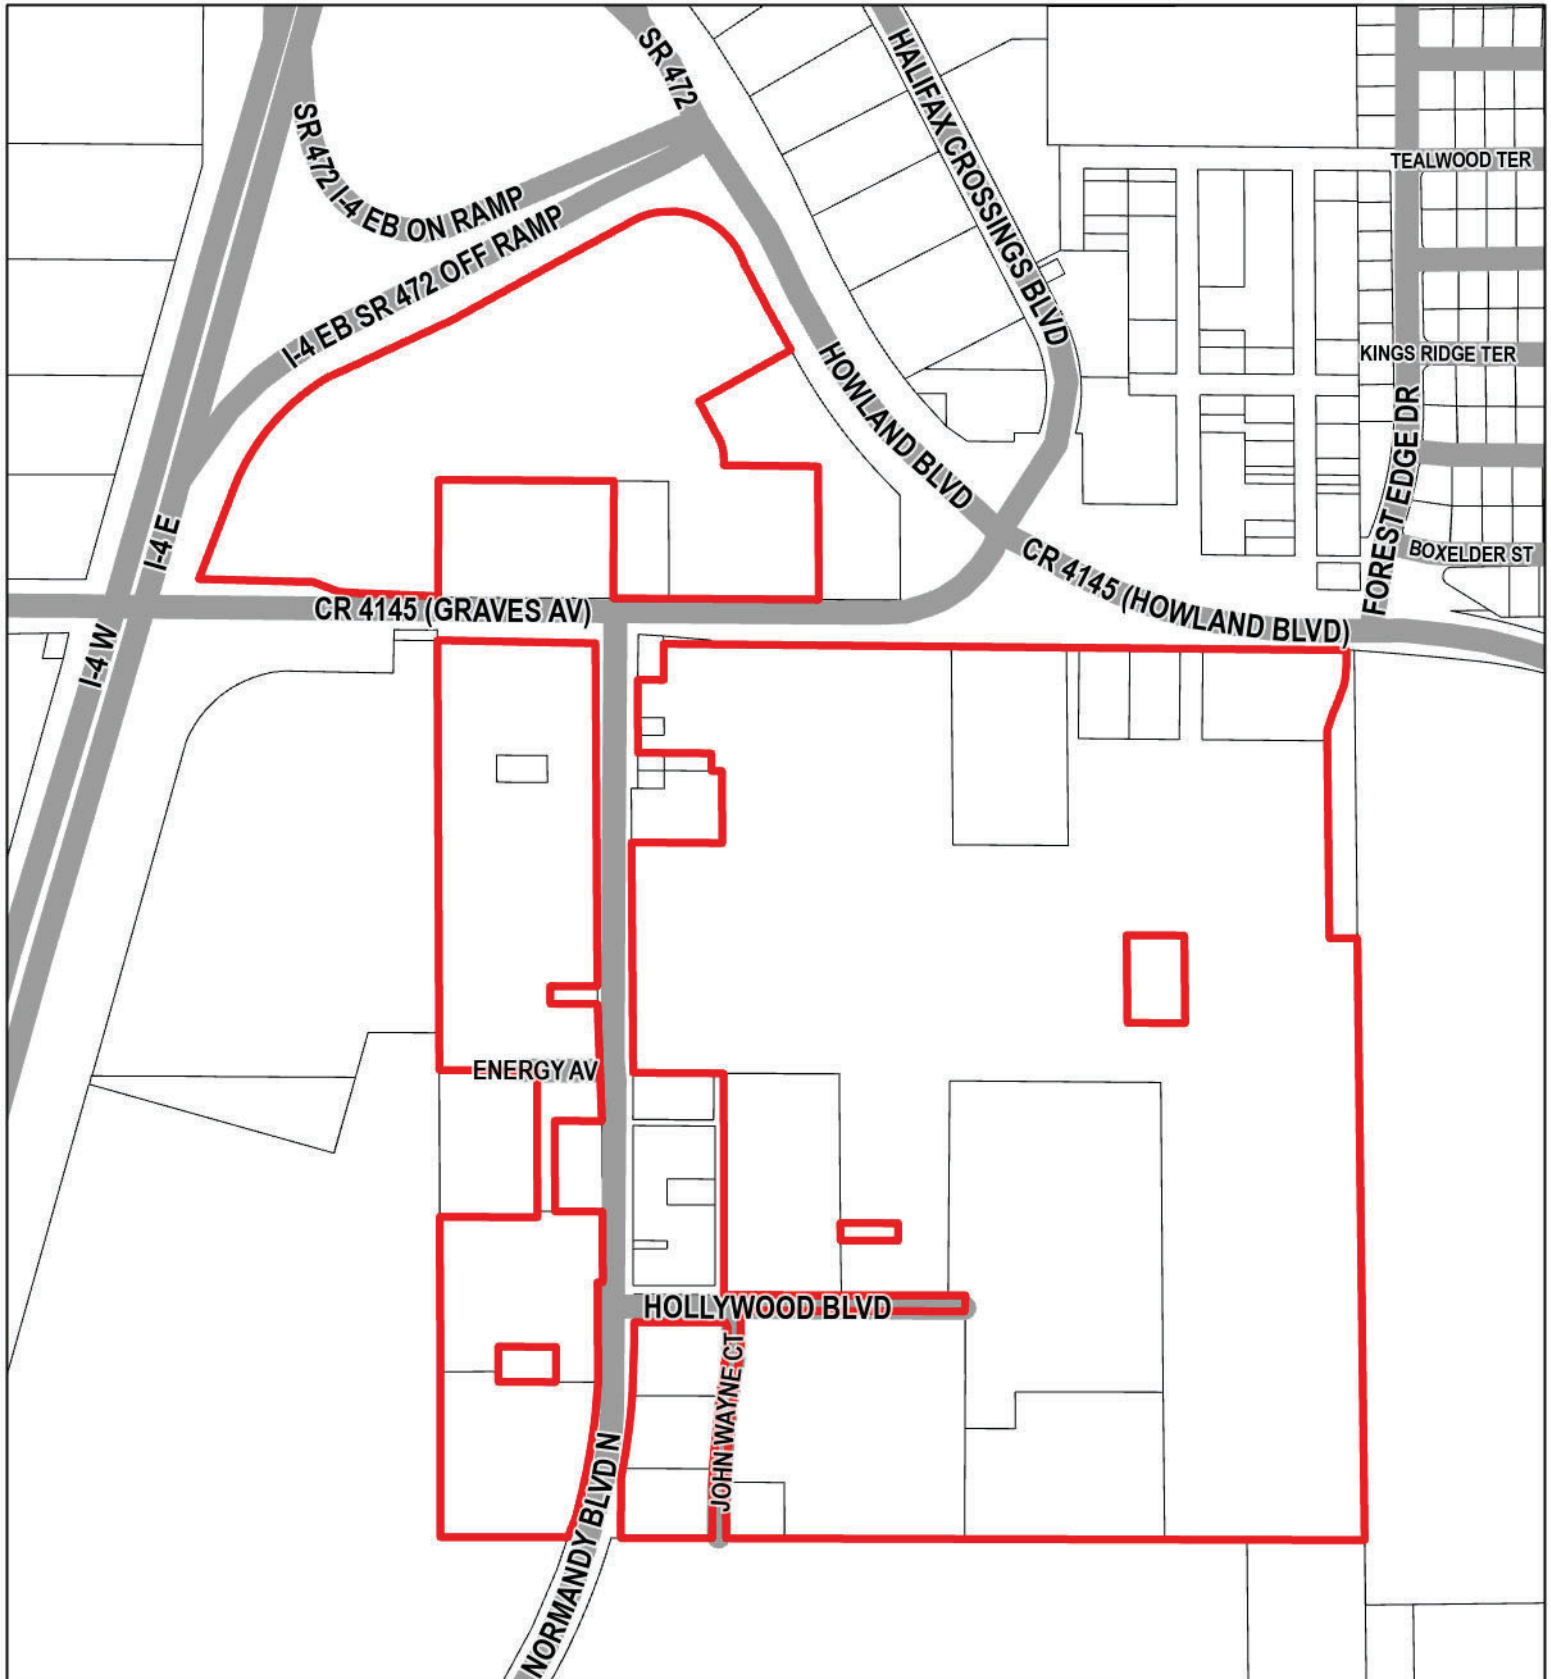 SR 472
HALIFAX CROSSINGS BLVD
SR 472 I-4 EB ON RAMP
TEALWOOD TER
I-4 EB SR 472 OFF RAMP
HOWLAND BLVD
KINGS RIDGE TER
FOREST EDGE DR
I-4 E
CR 4145 (HOWLAND BLVD)
BOXELDER ST
CR 4145 (GRAVES AV)
I-4 W
ENERGY AV
HOLLYWOOD BLVD
JOHN WAYNE CT
NORMANDY BLVD N